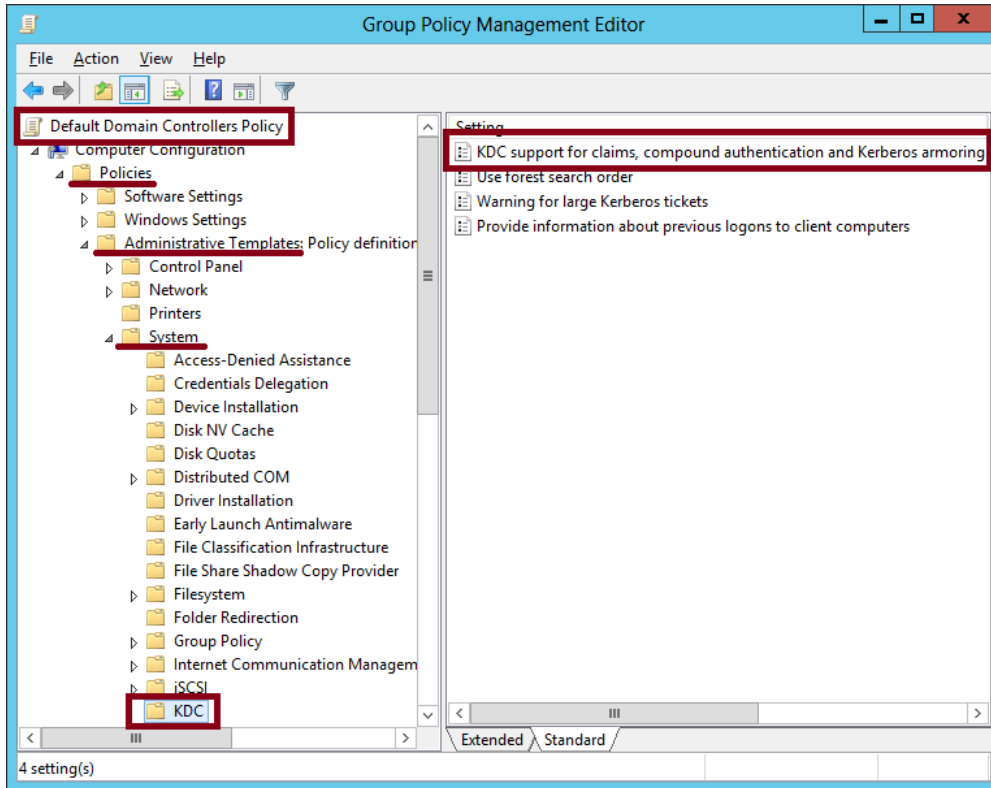 Group Policy Management Editor
File Action View Help
Default Domain Controllers Policy
Computer Configuration
Policies
Software Settings
Windows Settings
Administrative Templates: Policy definition
Control Panel
Network
Printers
System
Access-Denied Assistance
Credentials Delegation
Device Installation
Disk NV Cache
Disk Quotas
Distributed COM
Driver Installation
Early Launch Antimalware
File Classification Infrastructure
File Share Shadow Copy Provider
Filesystem
Folder Redirection
Group Policy
Internet Communication Managem
iSCSI
KDC
Setting
KDC support for claims, compound authentication and Kerberos armoring
Use forest search order
Warning for large Kerberos tickets
Provide information about previous logons to client computers
Extended Standard
4 setting(s)